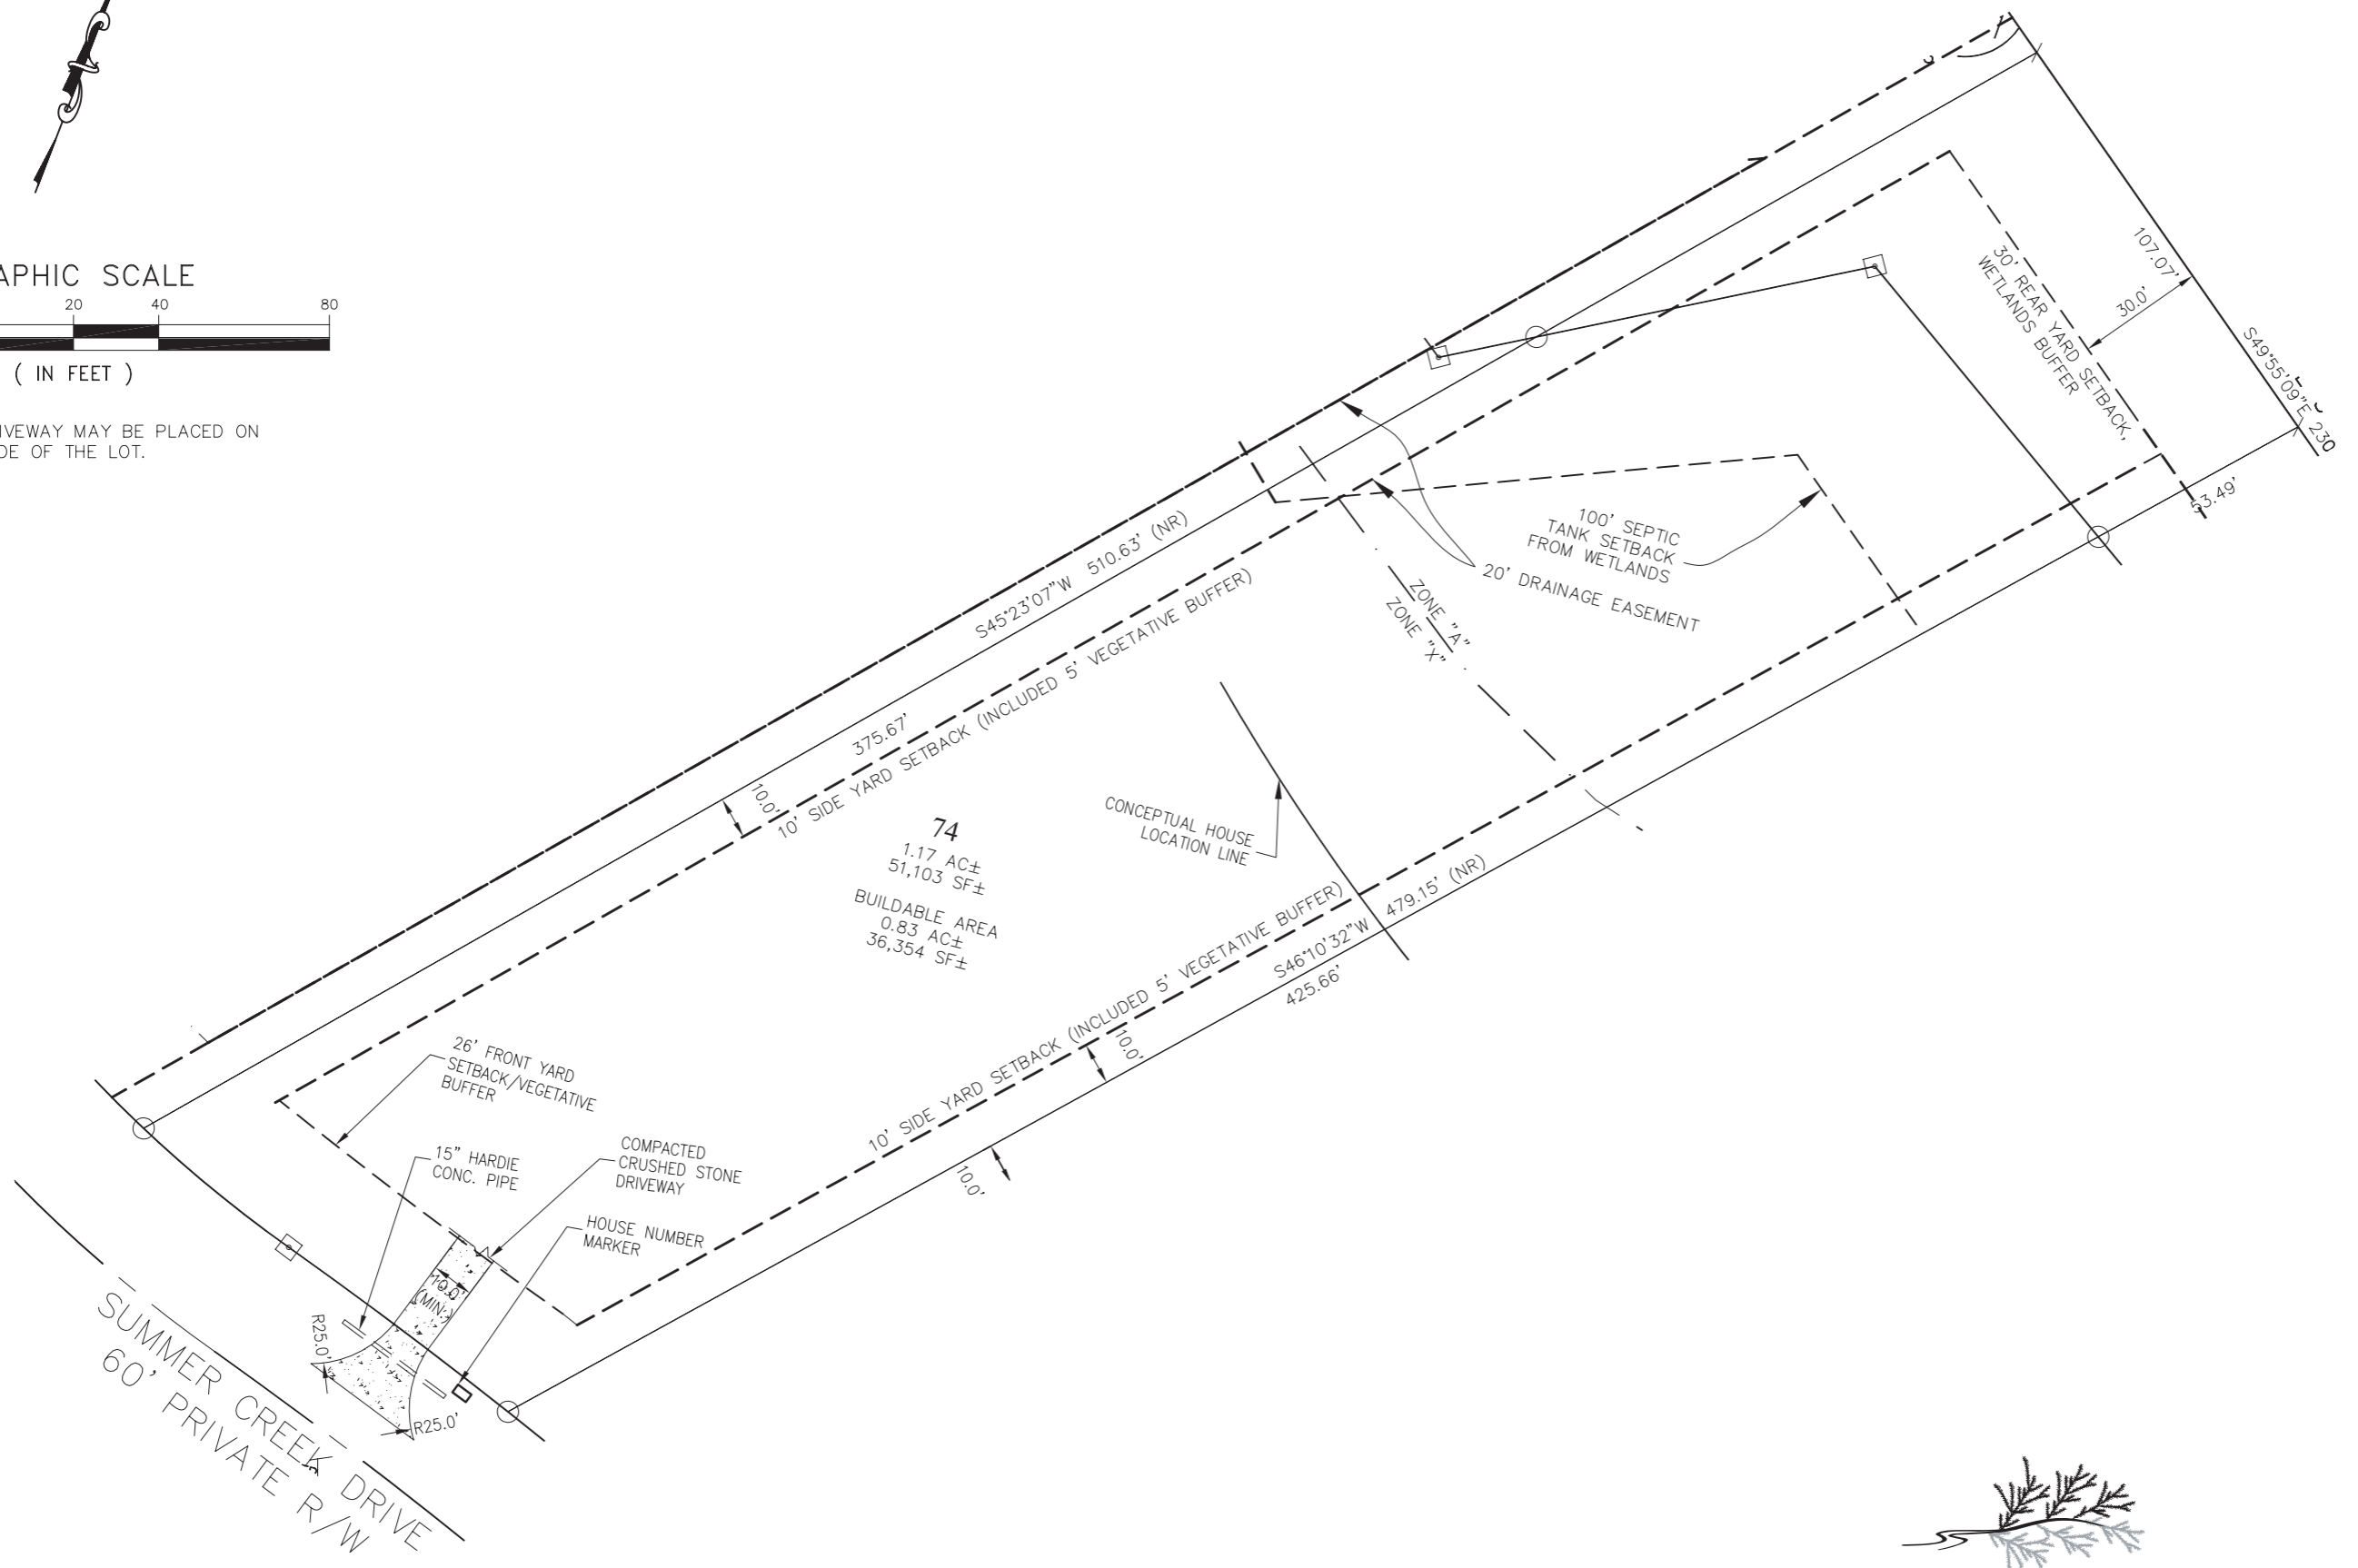 APHIC SCALE
20 40 80
( IN FEET )
IVEWAY MAY BE PLACED ON
DE OF THE LOT.
107.07'
30.0'
30' REAR YARD SETBACK,
WETLANDS BUFFER
S49°55'09"E 230
53.49'
100' SEPTIC
TANK SETBACK
FROM WETLANDS
20' DRAINAGE EASEMENT
ZONE "A"
ZONE "X"
S45°23'07"W 510.63' (NR)
375.67'
10.0'
10' SIDE YARD SETBACK (INCLUDED 5' VEGETATIVE BUFFER)
74
1.17 AC±
51,103 SF±
BUILDABLE AREA
0.83 AC±
36,354 SF±
CONCEPTUAL HOUSE
LOCATION LINE
S46°10'32"W 479.15' (NR)
425.66'
10' SIDE YARD SETBACK (INCLUDED 5' VEGETATIVE BUFFER)
10.0'
10.0'
26' FRONT YARD
SETBACK/VEGETATIVE
BUFFER
15" HARDIE
CONC. PIPE
COMPACTED
CRUSHED STONE
DRIVEWAY
HOUSE NUMBER
MARKER
10.0'
(MIN.)
R25.0'
R25.0'
SUMMER CREEK DRIVE
60' PRIVATE R/W